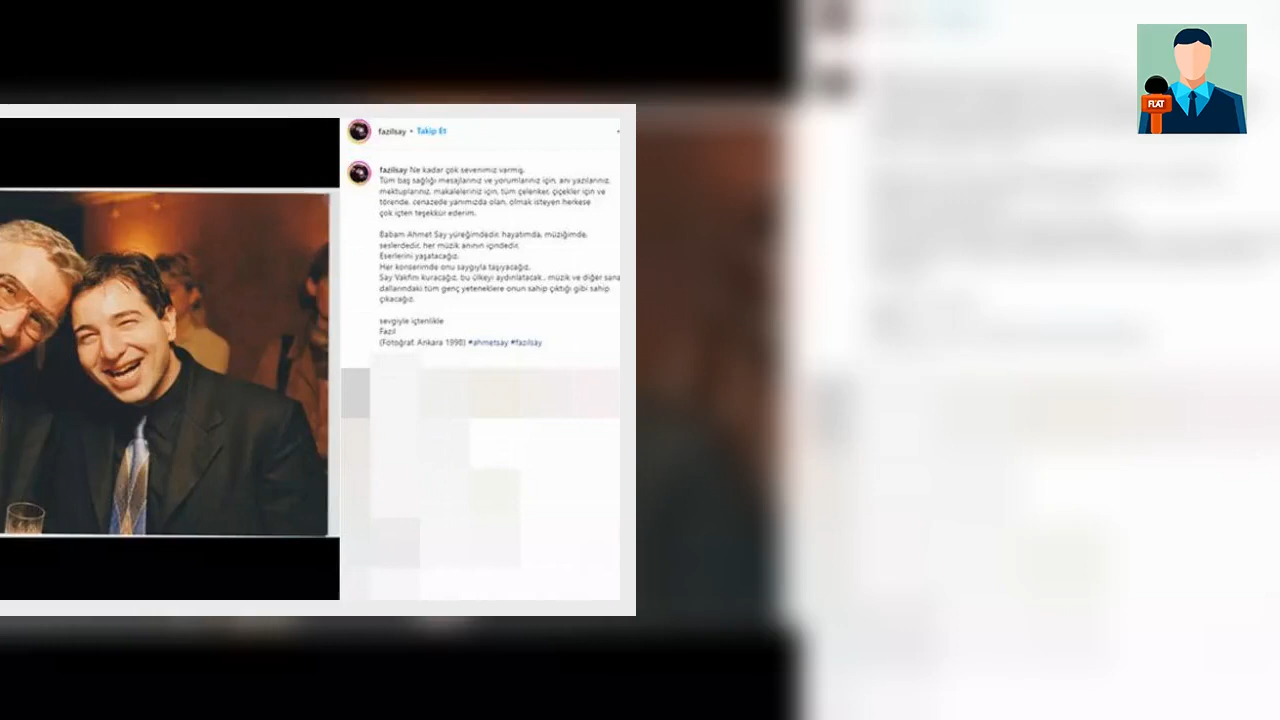 FLAT
fazilsay • Takip Et
fazilsay Ne kadar çok sevenimiz varmış.
Tüm baş sağlığı mesajlarınız ve yorumlarınız için, anı yazılarınız,
mektuplarınız, makaleleriniz için, tüm çelenker, çiçekler için ve
törende, cenazede yanımızda olan, olmak isteyen herkese
çok içten teşekkür ederim.
Babam Ahmet Say yüreğimdedir, hayatımda, müziğimde,
seslerdedir, her müzik anının içindedir.
Eserlerini yaşatacağız.
Her konserimde onu saygıyla taşıyacağız.
Say Vakfını kuracağız, bu ülkeyi aydınlatacak.. müzik ve diğer sana
dallarındaki tüm genç yeteneklere onun sahip çıktığı gibi sahip
çıkacağız.
sevgiyle içtenlikle
Fazıl
(Fotoğraf: Ankara 1998) #ahmetsay #fazilsay